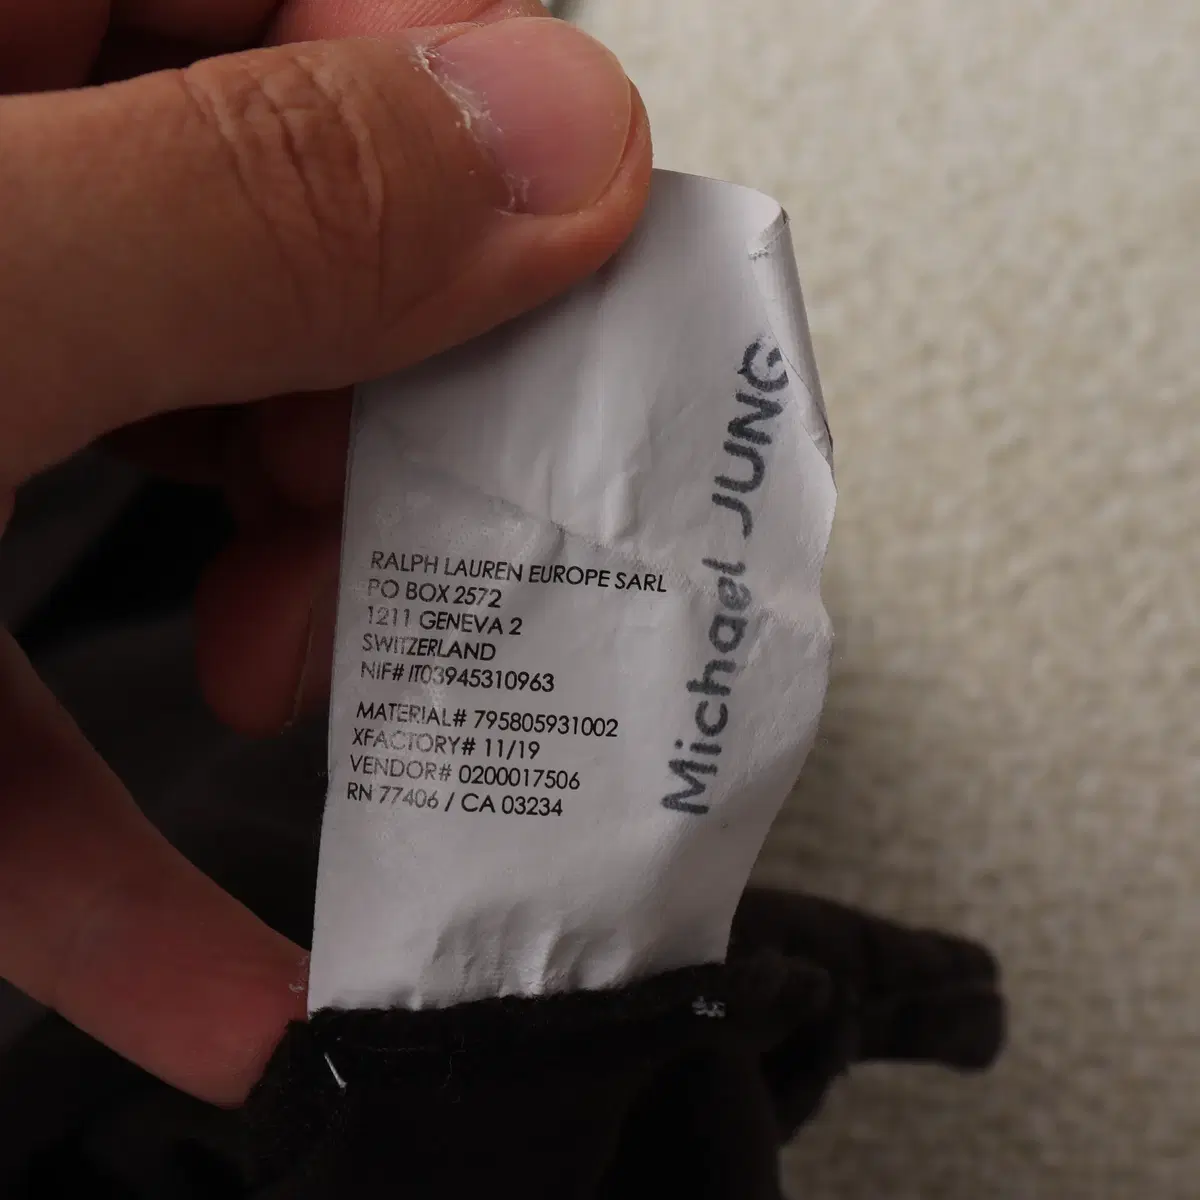 RALPH LAUREN EUROPE SARL
PO BOX 2572
1211 GENEVA 2
SWITZERLAND
NIF# IT03945310963
MATERIAL# 795805931002
XFACTORY# 11/19
VENDOR# 0200017506
RN 77406 / CA 03234
Michael JUNG